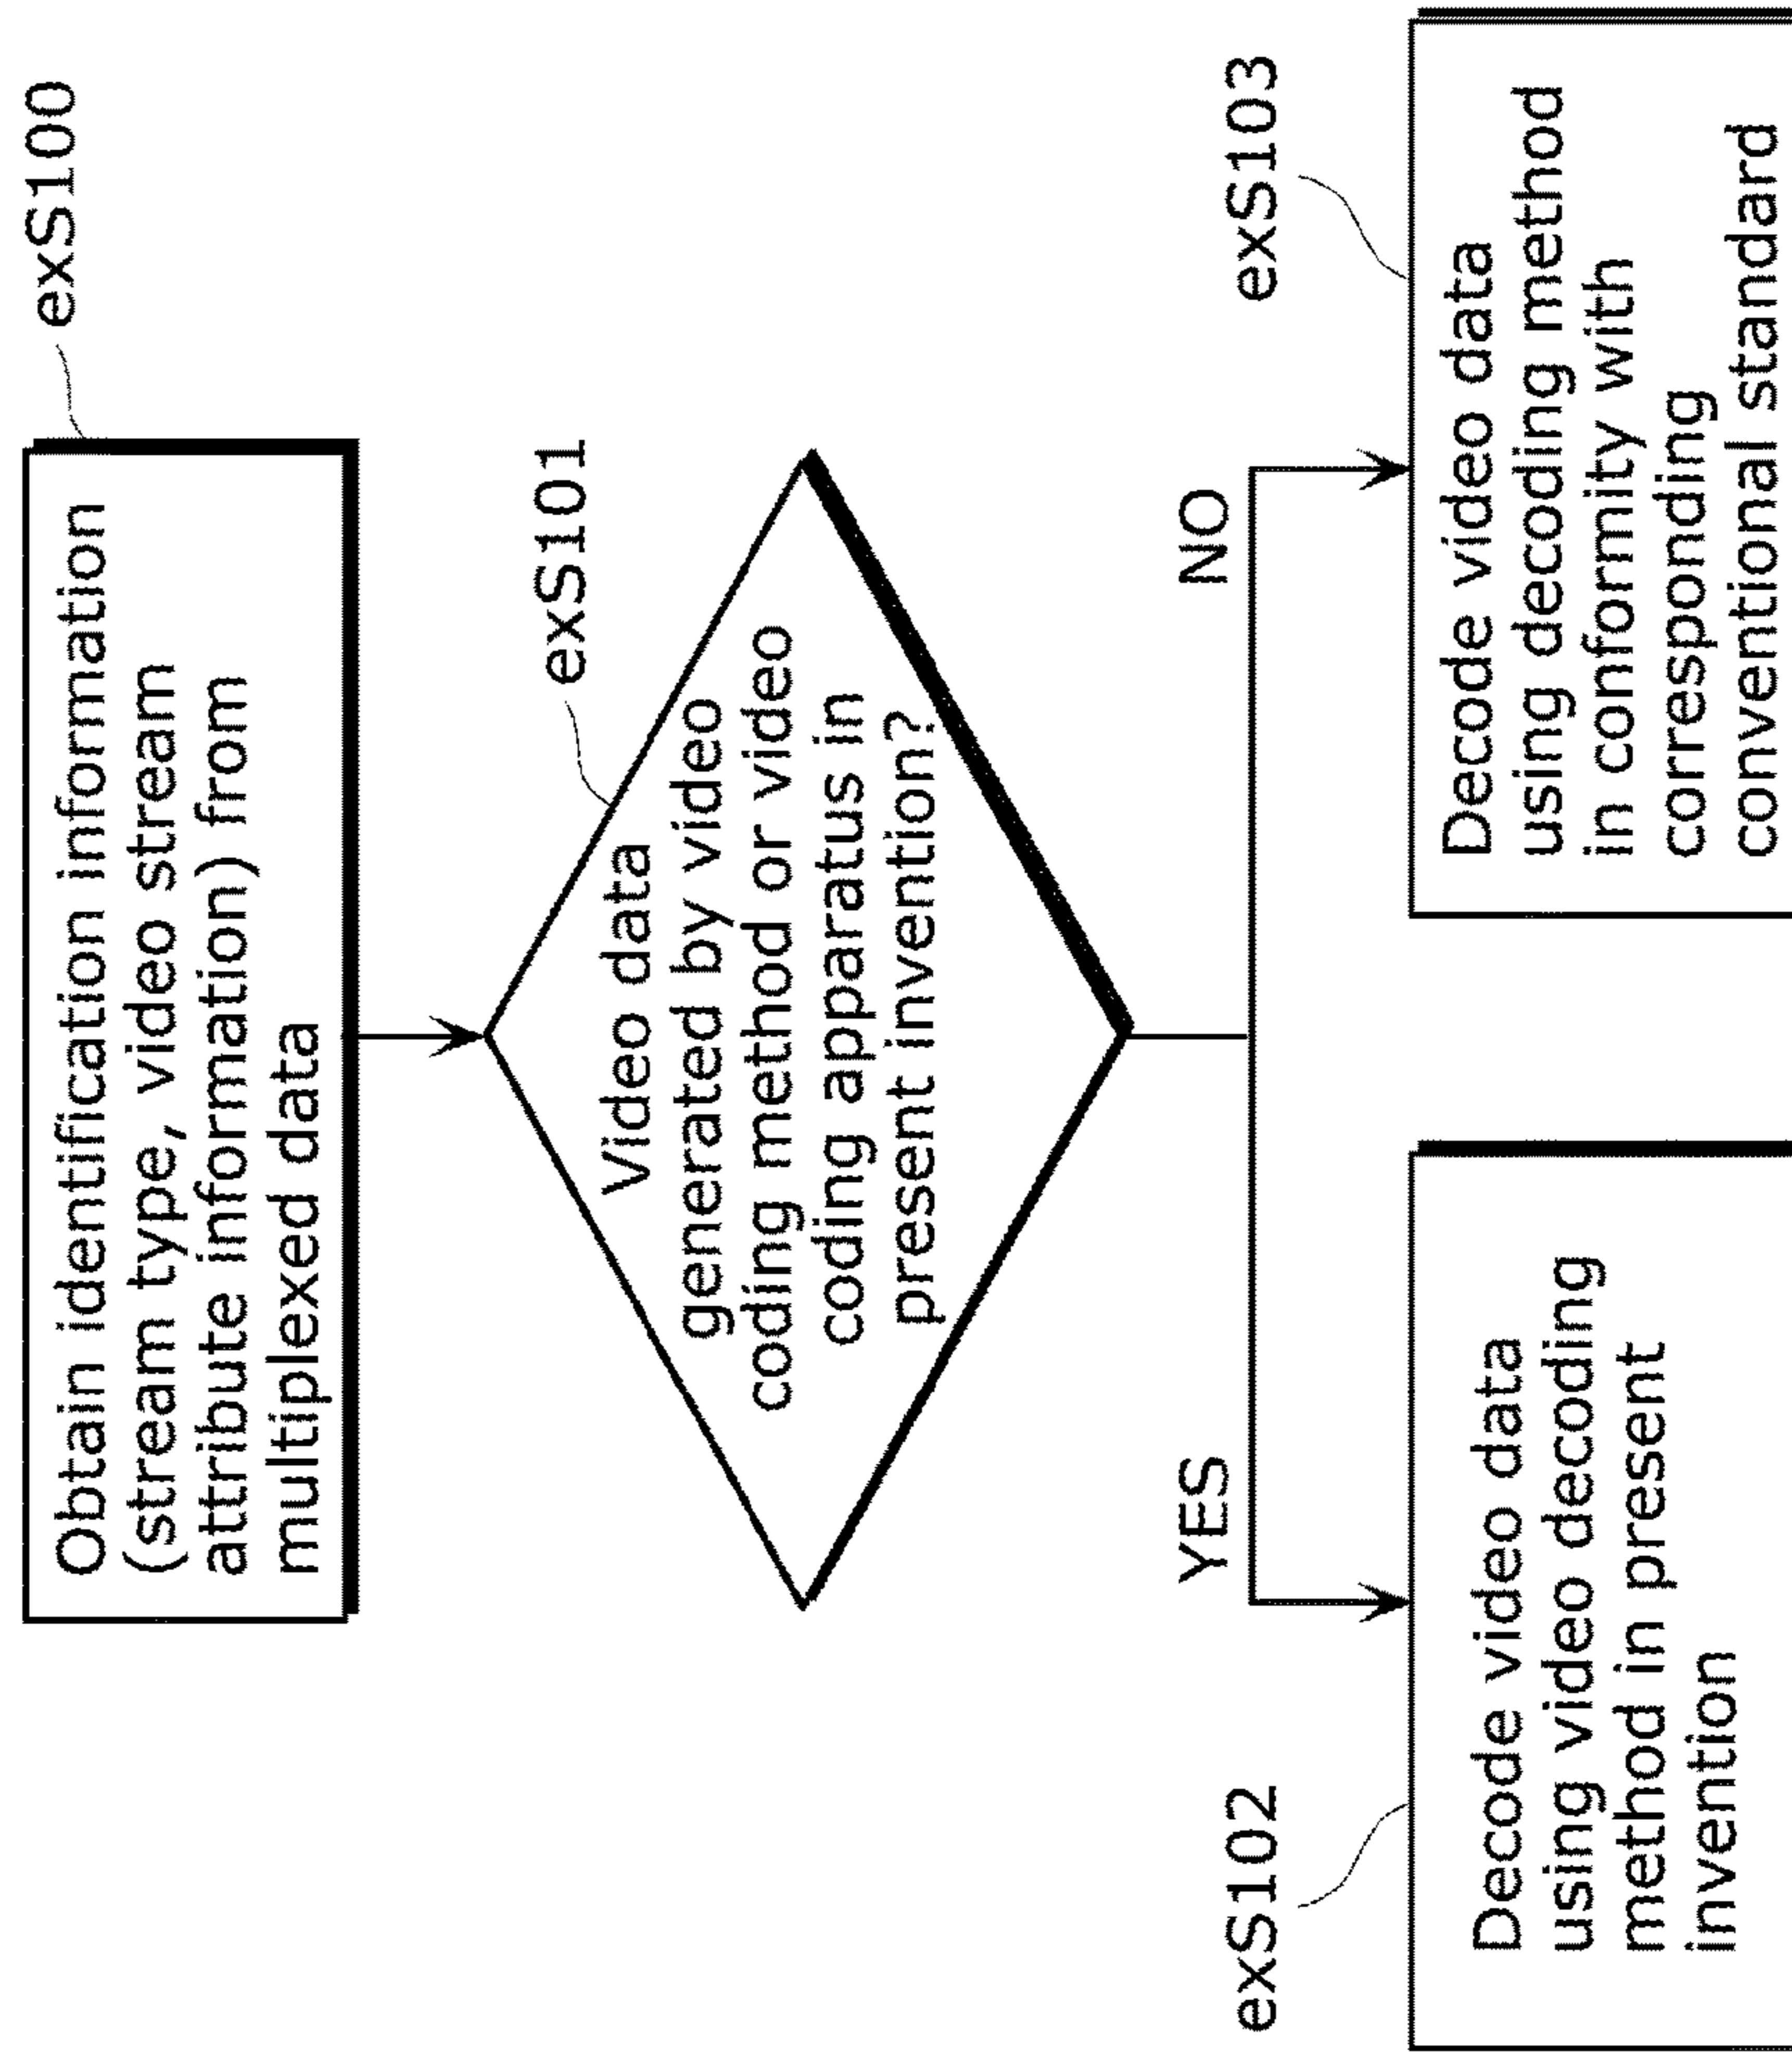 exS100
Obtain identification information
(stream type, video stream
attribute information) from
multiplexed data
exS101
Video data
generated by video
coding method or video
coding apparatus in
present invention?
YES
NO
exS102
Decode video data
using video decoding
method in present
invention
exS103
Decode video data
using decoding method
in conformity with
corresponding
conventional standard